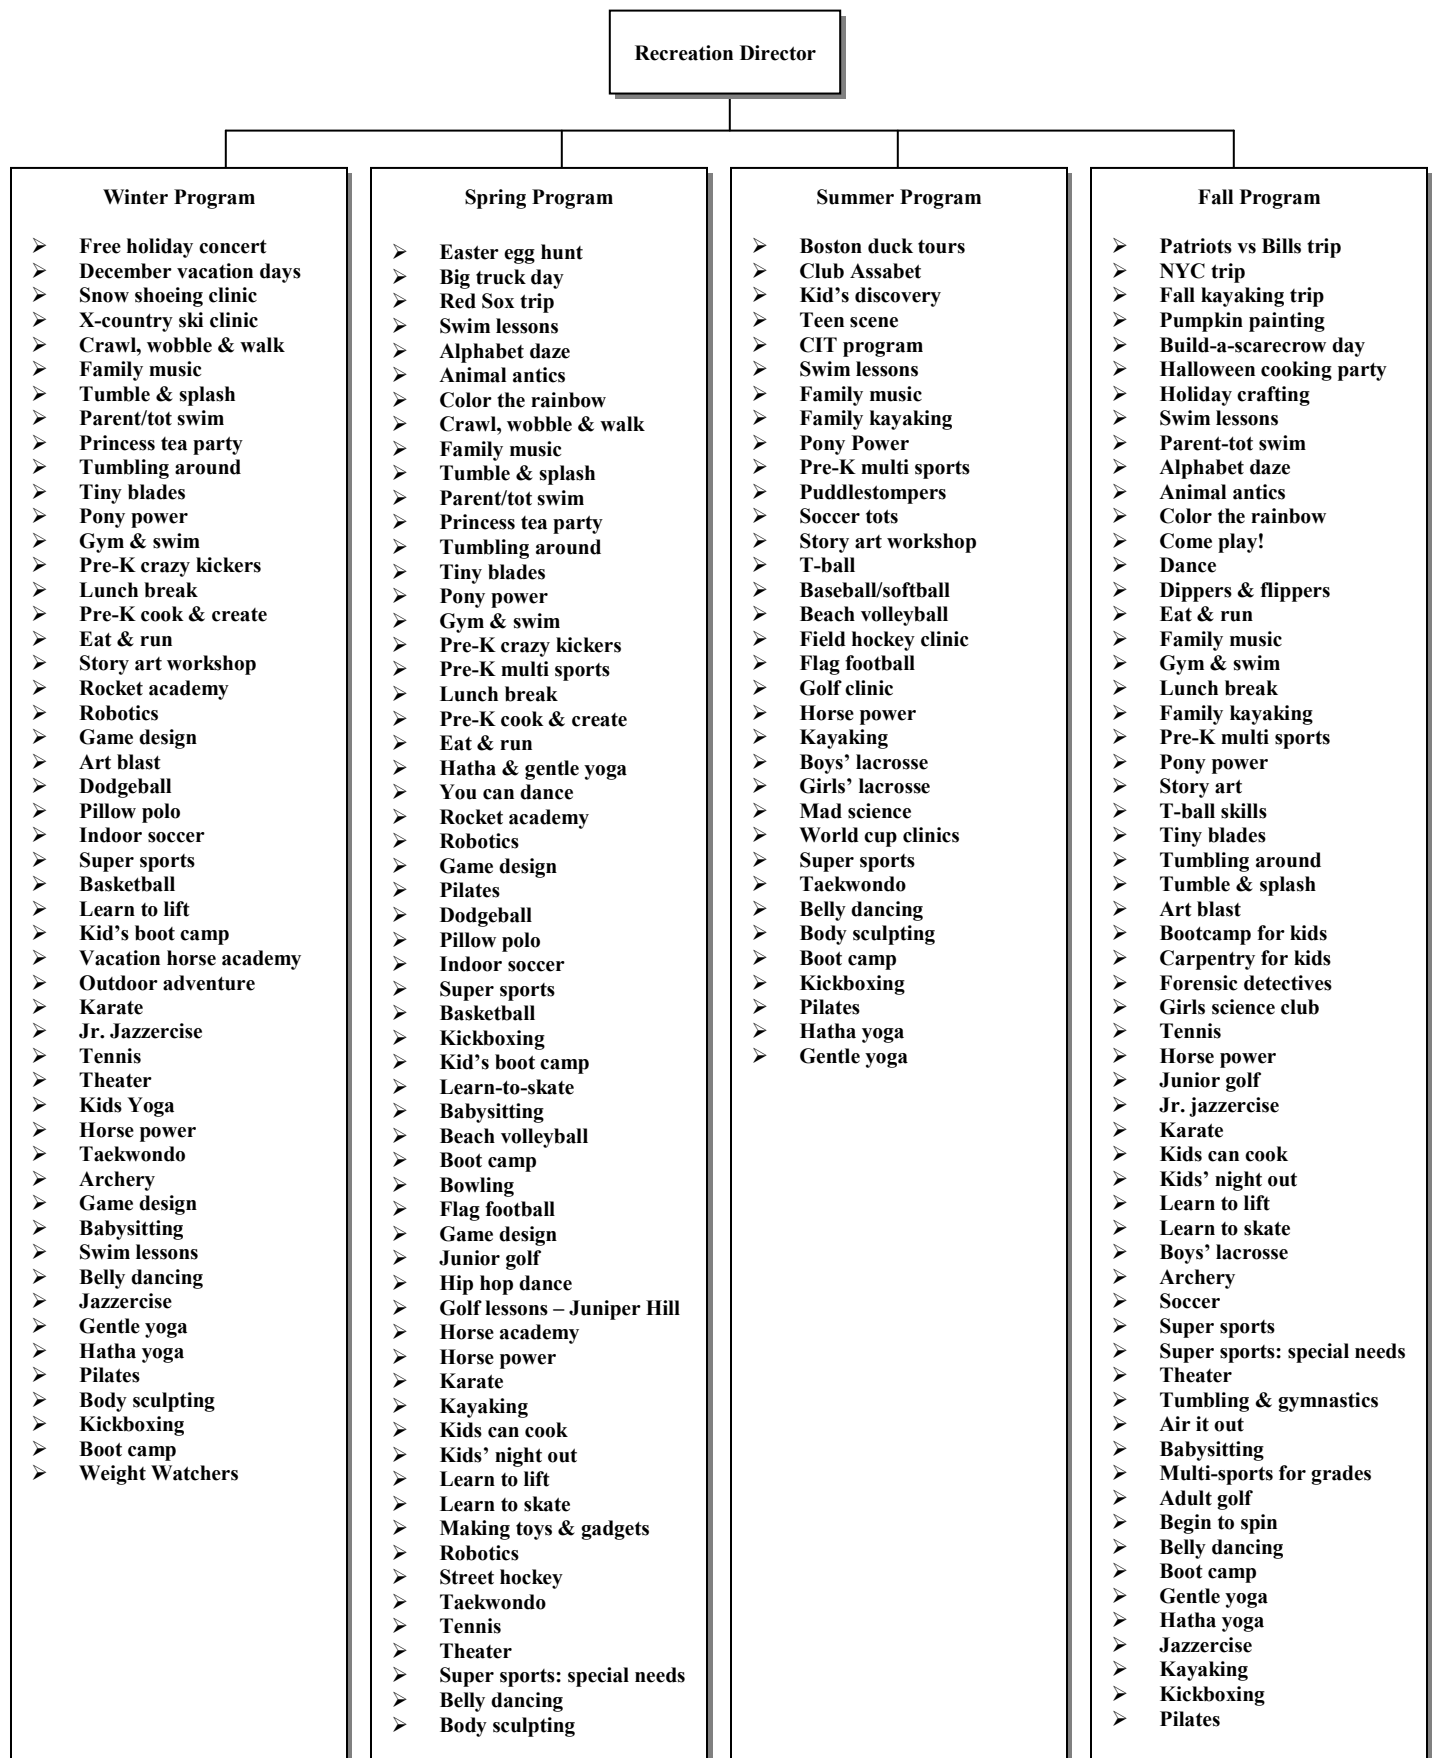 Recreation Director
Winter Program
➢ Free holiday concert
➢ December vacation days
➢ Snow shoeing clinic
➢ X-country ski clinic
➢ Crawl, wobble & walk
➢ Family music
➢ Tumble & splash
➢ Parent/tot swim
➢ Princess tea party
➢ Tumbling around
➢ Tiny blades
➢ Pony power
➢ Gym & swim
➢ Pre-K crazy kickers
➢ Lunch break
➢ Pre-K cook & create
➢ Eat & run
➢ Story art workshop
➢ Rocket academy
➢ Robotics
➢ Game design
➢ Art blast
➢ Dodgeball
➢ Pillow polo
➢ Indoor soccer
➢ Super sports
➢ Basketball
➢ Learn to lift
➢ Kid’s boot camp
➢ Vacation horse academy
➢ Outdoor adventure
➢ Karate
➢ Jr. Jazzercise
➢ Tennis
➢ Theater
➢ Kids Yoga
➢ Horse power
➢ Taekwondo
➢ Archery
➢ Game design
➢ Babysitting
➢ Swim lessons
➢ Belly dancing
➢ Jazzercise
➢ Gentle yoga
➢ Hatha yoga
➢ Pilates
➢ Body sculpting
➢ Kickboxing
➢ Boot camp
➢ Weight Watchers
Spring Program
➢ Easter egg hunt
➢ Big truck day
➢ Red Sox trip
➢ Swim lessons
➢ Alphabet daze
➢ Animal antics
➢ Color the rainbow
➢ Crawl, wobble & walk
➢ Family music
➢ Tumble & splash
➢ Parent/tot swim
➢ Princess tea party
➢ Tumbling around
➢ Tiny blades
➢ Pony power
➢ Gym & swim
➢ Pre-K crazy kickers
➢ Pre-K multi sports
➢ Lunch break
➢ Pre-K cook & create
➢ Eat & run
➢ Hatha & gentle yoga
➢ You can dance
➢ Rocket academy
➢ Robotics
➢ Game design
➢ Pilates
➢ Dodgeball
➢ Pillow polo
➢ Indoor soccer
➢ Super sports
➢ Basketball
➢ Kickboxing
➢ Kid’s boot camp
➢ Learn-to-skate
➢ Babysitting
➢ Beach volleyball
➢ Boot camp
➢ Bowling
➢ Flag football
➢ Game design
➢ Junior golf
➢ Hip hop dance
➢ Golf lessons – Juniper Hill
➢ Horse academy
➢ Horse power
➢ Karate
➢ Kayaking
➢ Kids can cook
➢ Kids’ night out
➢ Learn to lift
➢ Learn to skate
➢ Making toys & gadgets
➢ Robotics
➢ Street hockey
➢ Taekwondo
➢ Tennis
➢ Theater
➢ Super sports: special needs
➢ Belly dancing
➢ Body sculpting
Summer Program
➢ Boston duck tours
➢ Club Assabet
➢ Kid’s discovery
➢ Teen scene
➢ CIT program
➢ Swim lessons
➢ Family music
➢ Family kayaking
➢ Pony Power
➢ Pre-K multi sports
➢ Puddlestompers
➢ Soccer tots
➢ Story art workshop
➢ T-ball
➢ Baseball/softball
➢ Beach volleyball
➢ Field hockey clinic
➢ Flag football
➢ Golf clinic
➢ Horse power
➢ Kayaking
➢ Boys’ lacrosse
➢ Girls’ lacrosse
➢ Mad science
➢ World cup clinics
➢ Super sports
➢ Taekwondo
➢ Belly dancing
➢ Body sculpting
➢ Boot camp
➢ Kickboxing
➢ Pilates
➢ Hatha yoga
➢ Gentle yoga
Fall Program
➢ Patriots vs Bills trip
➢ NYC trip
➢ Fall kayaking trip
➢ Pumpkin painting
➢ Build-a-scarecrow day
➢ Halloween cooking party
➢ Holiday crafting
➢ Swim lessons
➢ Parent-tot swim
➢ Alphabet daze
➢ Animal antics
➢ Color the rainbow
➢ Come play!
➢ Dance
➢ Dippers & flippers
➢ Eat & run
➢ Family music
➢ Gym & swim
➢ Lunch break
➢ Family kayaking
➢ Pre-K multi sports
➢ Pony power
➢ Story art
➢ T-ball skills
➢ Tiny blades
➢ Tumbling around
➢ Tumble & splash
➢ Art blast
➢ Bootcamp for kids
➢ Carpentry for kids
➢ Forensic detectives
➢ Girls science club
➢ Tennis
➢ Horse power
➢ Junior golf
➢ Jr. jazzercise
➢ Karate
➢ Kids can cook
➢ Kids’ night out
➢ Learn to lift
➢ Learn to skate
➢ Boys’ lacrosse
➢ Archery
➢ Soccer
➢ Super sports
➢ Super sports: special needs
➢ Theater
➢ Tumbling & gymnastics
➢ Air it out
➢ Babysitting
➢ Multi-sports for grades
➢ Adult golf
➢ Begin to spin
➢ Belly dancing
➢ Boot camp
➢ Gentle yoga
➢ Hatha yoga
➢ Jazzercise
➢ Kayaking
➢ Kickboxing
➢ Pilates